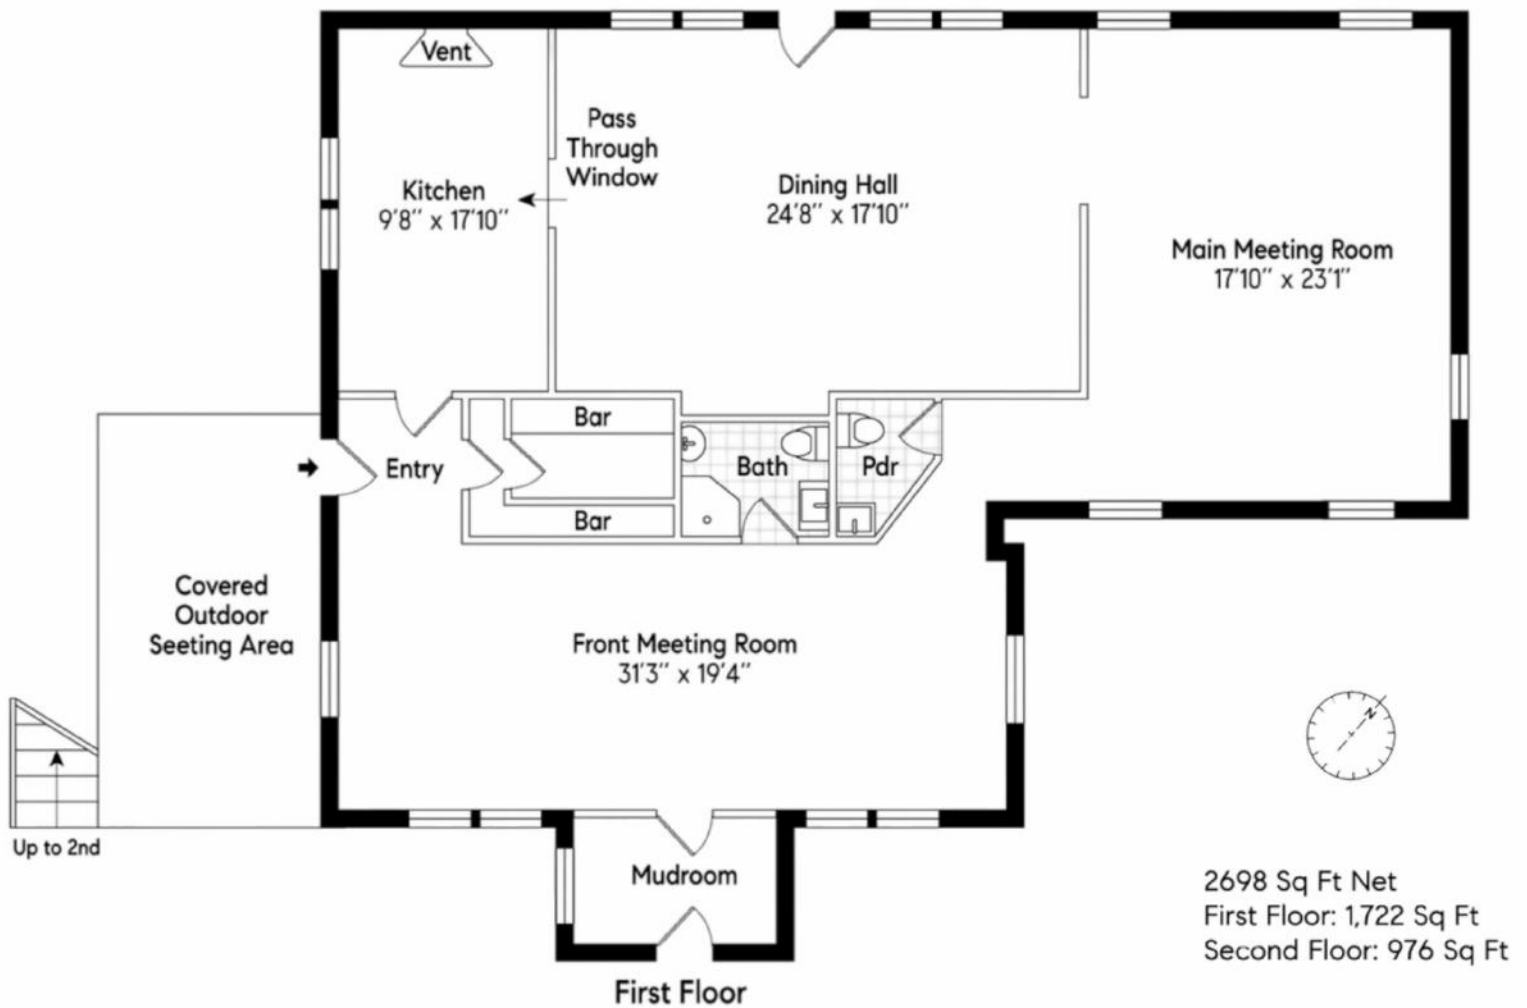 Vent
Pass
Through
Window
Kitchen
9'8" x 17'10"
Dining Hall
24'8" x 17'10"
Main Meeting Room
17'10" x 23'1"
Bar
Entry
Bath
Pdr
Bar
Covered
Outdoor
Seeting Area
Front Meeting Room
31'3" x 19'4"
N
Up to 2nd
Mudroom
2698 Sq Ft Net
First Floor: 1,722 Sq Ft
Second Floor: 976 Sq Ft
First Floor